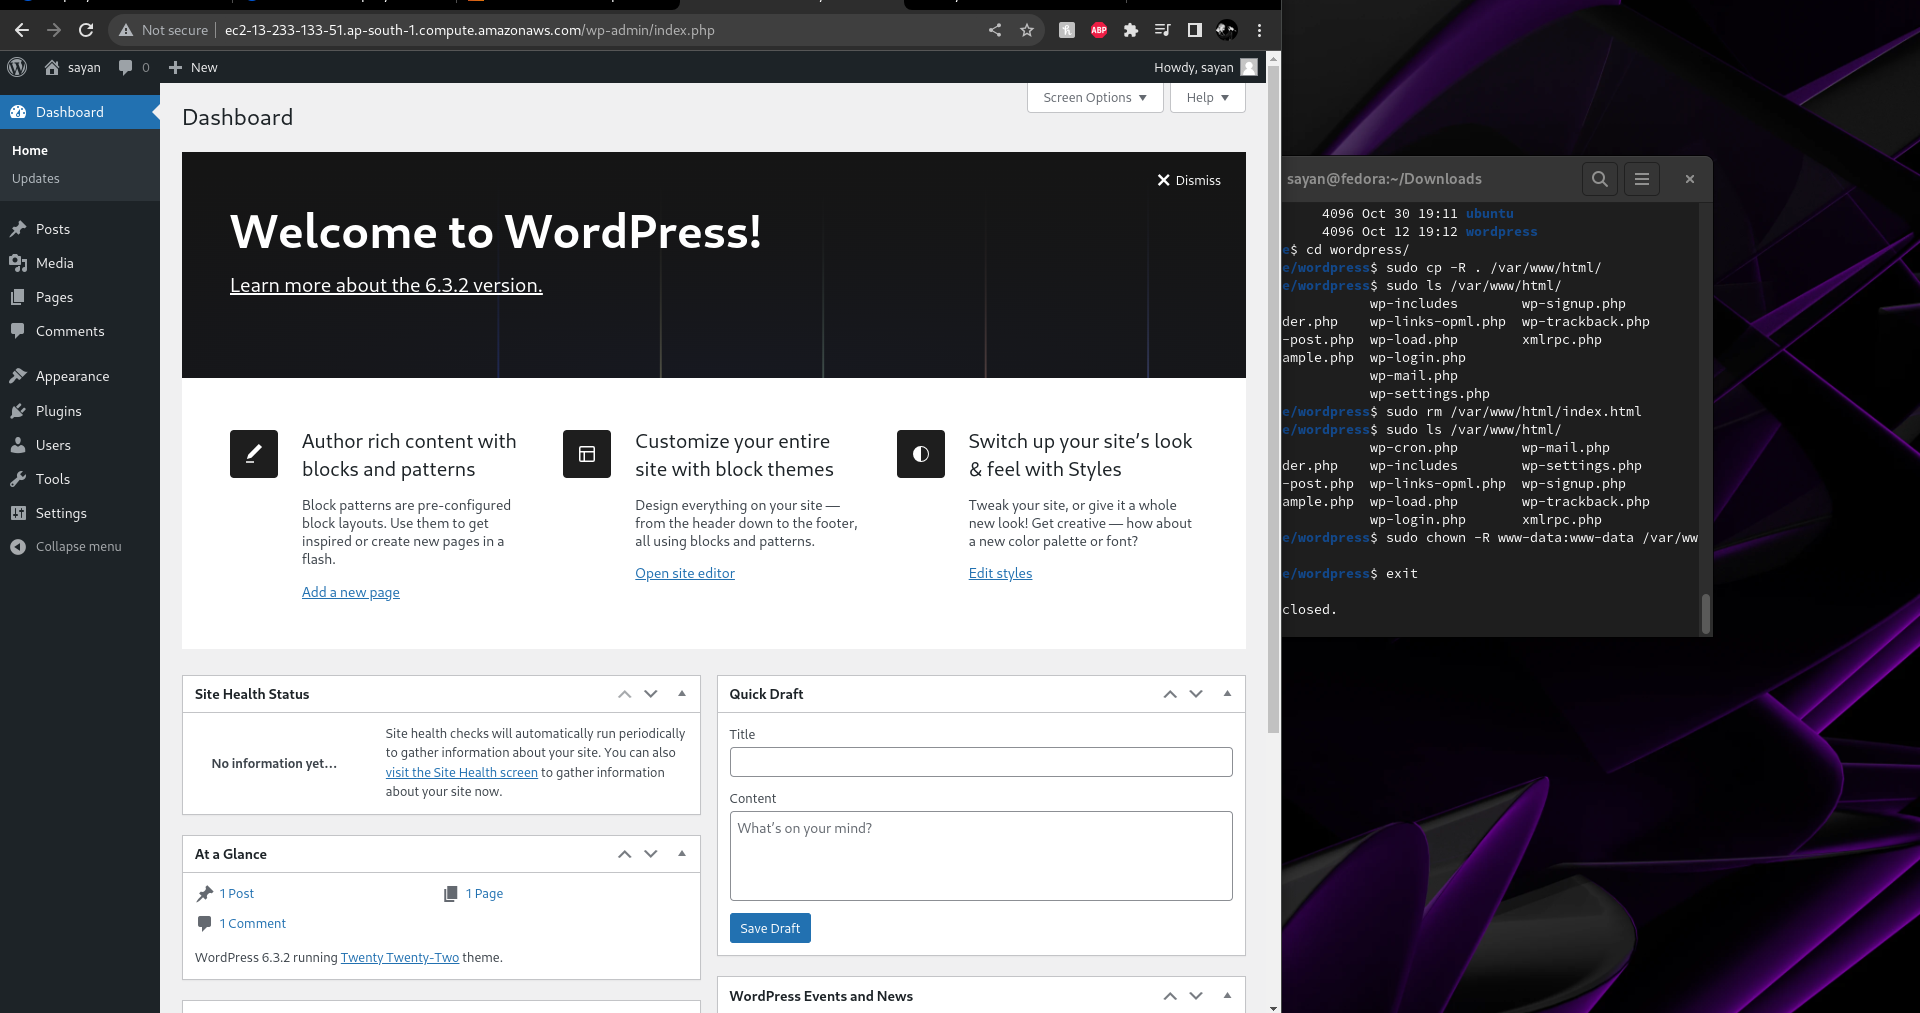 Not secure
ec2-13-233-133-51.ap-south-1.compute.amazonaws.com/wp-admin/index.php
ABP
sayan
0
New
Howdy, sayan
Dashboard
Home
Updates
Posts
Media
Pages
Comments
Appearance
Plugins
Users
Tools
Settings
Collapse menu
Screen Options
Help
Dashboard
Dismiss
Welcome to WordPress!
Learn more about the 6.3.2 version.
Author rich content with
blocks and patterns
Block patterns are pre-configured
block layouts. Use them to get
inspired or create new pages in a
flash.
Add a new page
Customize your entire
site with block themes
Design everything on your site —
from the header down to the footer,
all using blocks and patterns.
Open site editor
Switch up your site’s look
& feel with Styles
Tweak your site, or give it a whole
new look! Get creative — how about
a new color palette or font?
Edit styles
Site Health Status
No information yet…
Site health checks will automatically run periodically
to gather information about your site. You can also
visit the Site Health screen to gather information
about your site now.
At a Glance
1 Post
1 Page
1 Comment
WordPress 6.3.2 running Twenty Twenty-Two theme.
Quick Draft
Title
Content
What’s on your mind?
Save Draft
WordPress Events and News
sayan@fedora:~/Downloads
4096 Oct 30 19:11 ubuntu
4096 Oct 12 19:12 wordpress
e$ cd wordpress/
e/wordpress$ sudo cp -R . /var/www/html/
e/wordpress$ sudo ls /var/www/html/
wp-includes wp-signup.php
der.php wp-links-opml.php wp-trackback.php
-post.php wp-load.php xmlrpc.php
ample.php wp-login.php
wp-mail.php
wp-settings.php
e/wordpress$ sudo rm /var/www/html/index.html
e/wordpress$ sudo ls /var/www/html/
wp-cron.php wp-mail.php
der.php wp-includes wp-settings.php
-post.php wp-links-opml.php wp-signup.php
ample.php wp-load.php wp-trackback.php
wp-login.php xmlrpc.php
e/wordpress$ sudo chown -R www-data:www-data /var/ww
e/wordpress$ exit
closed.